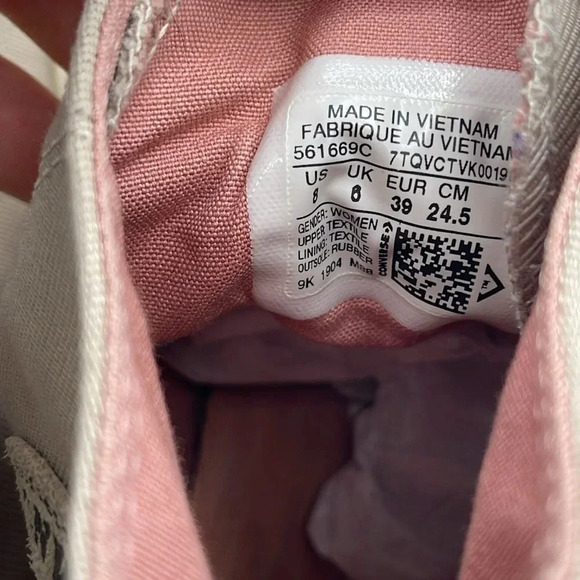 MADE IN VIETNAM
FABRIQUE AU VIETNAM
561669C 7TQVCTVK0019
US UK EUR CM
8 6 39 24.5
GENDER: WOMEN
UPPER: TEXTILE
LINING: TEXTILE
OUTSOLE: RUBBER
9K 1904
CONVERSE
TM